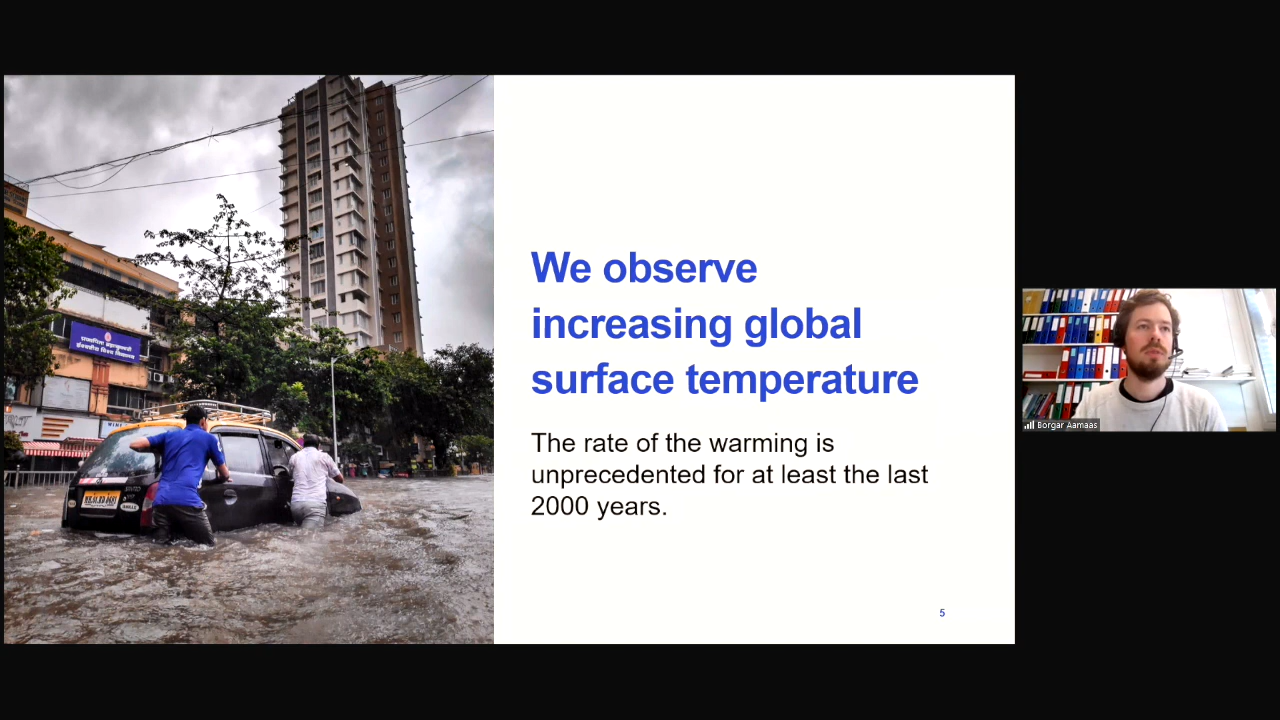 We observe
increasing global
surface temperature
The rate of the warming is
unprecedented for at least the last
2000 years.
5
Borgar Aamaas